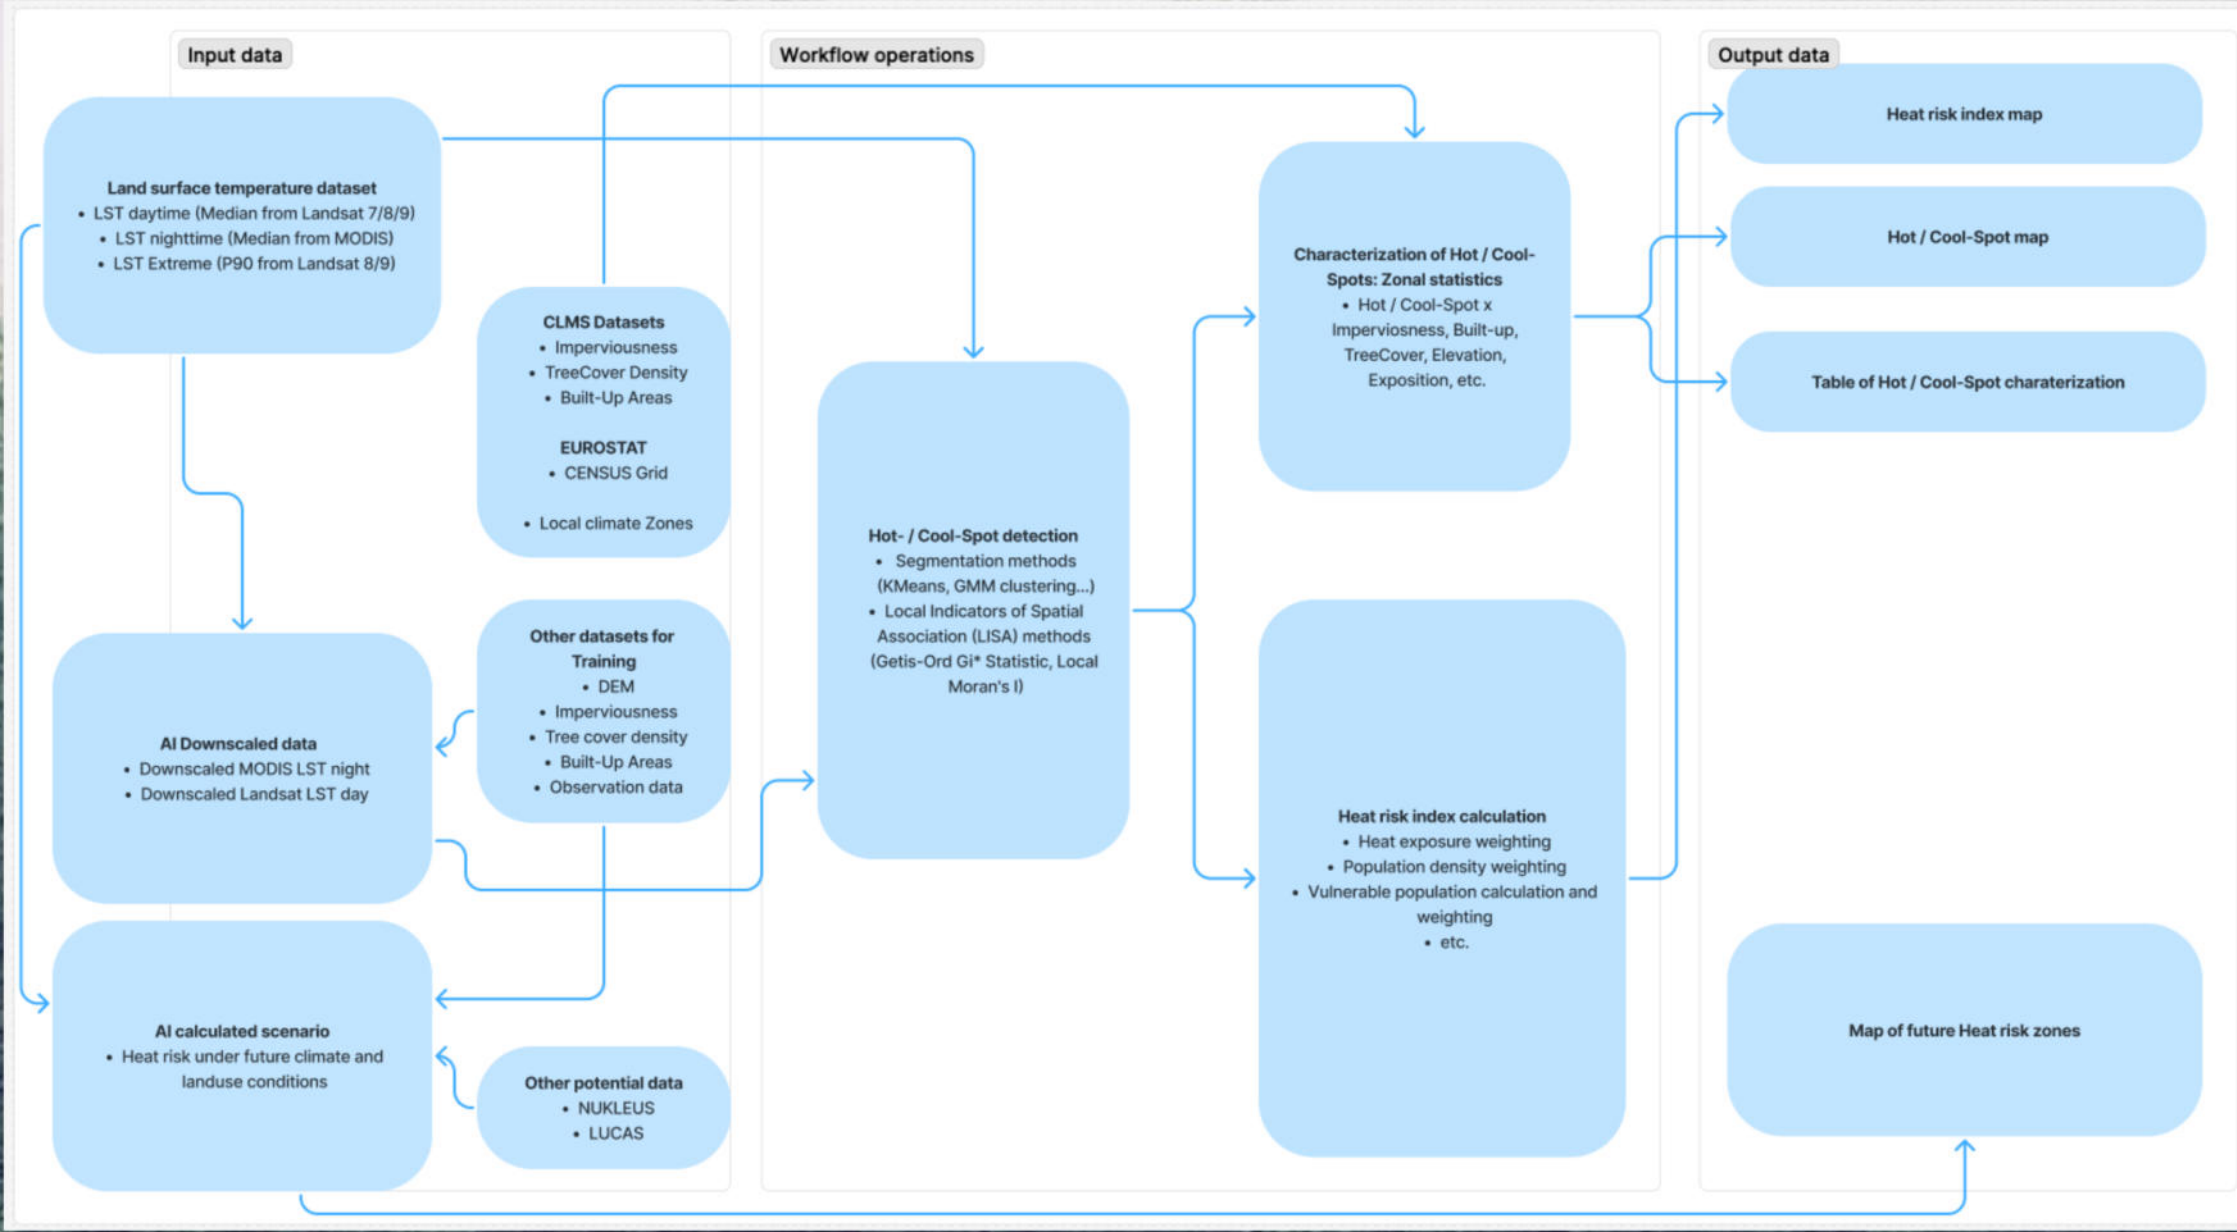 Input data
Workflow operations
Output data
Land surface temperature dataset
• LST daytime (Median from Landsat 7/8/9)
• LST nighttime (Median from MODIS)
• LST Extreme (P90 from Landsat 8/9)
CLMS Datasets
• Imperviousness
• TreeCover Density
• Built-Up Areas
EUROSTAT
• CENSUS Grid
• Local climate Zones
Other datasets for
Training
• DEM
• Imperviousness
• Tree cover density
• Built-Up Areas
• Observation data
AI Downscaled data
• Downscaled MODIS LST night
• Downscaled Landsat LST day
AI calculated scenario
• Heat risk under future climate and
landuse conditions
Other potential data
• NUKLEUS
• LUCAS
Hot- / Cool-Spot detection
• Segmentation methods
(KMeans, GMM clustering...)
• Local Indicators of Spatial
Association (LISA) methods
(Getis-Ord Gi* Statistic, Local
Moran's I)
Characterization of Hot / Cool-
Spots: Zonal statistics
• Hot / Cool-Spot x
Imperviosness, Built-up,
TreeCover, Elevation,
Exposition, etc.
Heat risk index calculation
• Heat exposure weighting
• Population density weighting
• Vulnerable population calculation and
weighting
• etc.
Heat risk index map
Hot / Cool-Spot map
Table of Hot / Cool-Spot charaterization
Map of future Heat risk zones